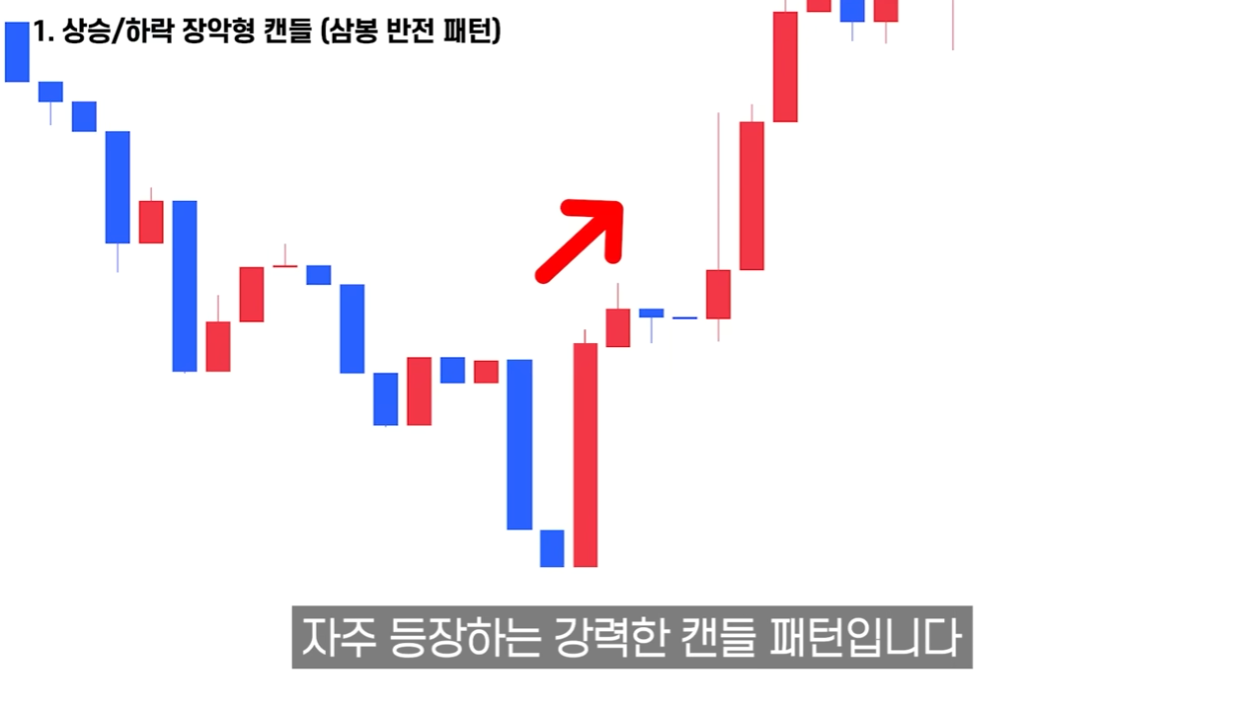 1. 상승/하락 장악형 캔들 (삼봉 반전 패턴)
자주 등장하는 강력한 캔들 패턴입니다